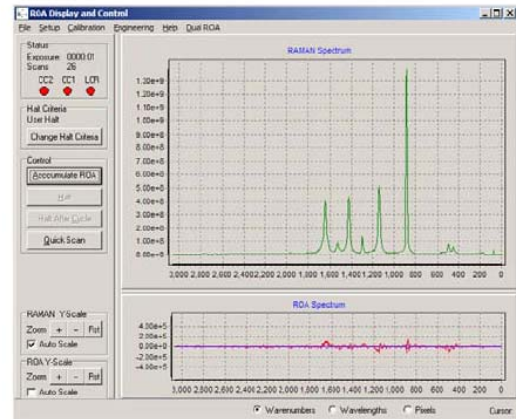 ROA Display and Control
File Setup Calibration Engineering Help Dual ROA
Status
Exposure 0000:01
Scans 26
CC2 CC1 LCR
Halt Criteria
User Halt
Change Halt Criteria
Control
Accoumulate ROA
Halt
Halt After Cycle
Quick Scan
RAMAN Y-Scale
Zoom + - Rst
Auto Scale
ROA Y-Scale
Zoom + - Rst
Auto Scale
RAMAN Spectrum
1.30e+9
1.20e+9
1.10e+9
1.00e+9
9.00e+8
8.00e+8
7.00e+8
6.00e+8
5.00e+8
4.00e+8
3.00e+8
2.00e+8
1.00e+8
0.00e+0
3,000 2,800 2,600 2,400 2,200 2,000 1,800 1,600 1,400 1,200 1,000 800 600 400 200 0
ROA Spectrum
4.00e+5
2.00e+5
0.00e+0
-2.00e+5
-4.00e+5
3,000 2,800 2,600 2,400 2,200 2,000 1,800 1,600 1,400 1,200 1,000 800 600 400 200 0
Wavenumbers Wavelengths Pixels Cursor